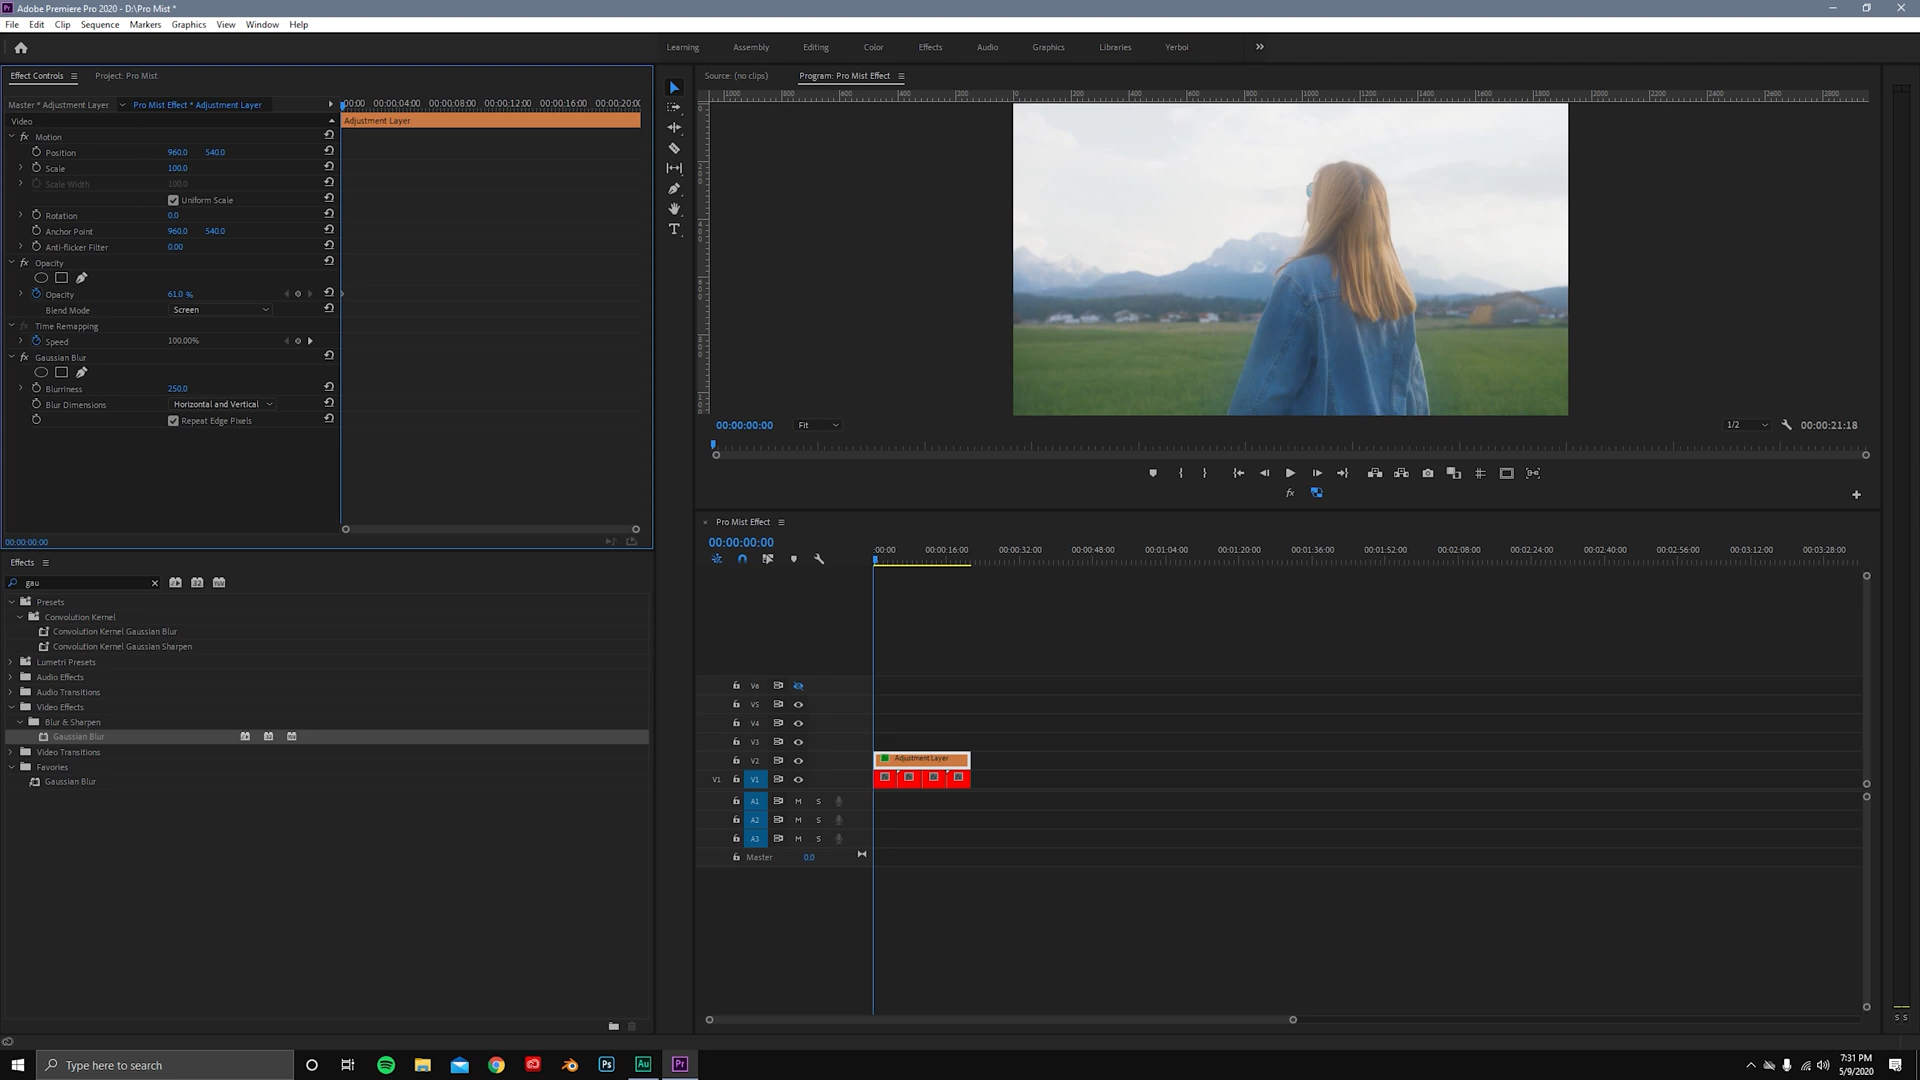 Adobe Premiere Pro 2020 - D:\Pro Mist *
File Edit Clip Sequence Markers Graphics View Window Help
Learning Assembly Editing Color Effects Audio Graphics Libraries Yerboi
Effect Controls Project: Pro Mist
Master * Adjustment Layer Pro Mist Effect * Adjustment Layer
00:00 00:00:04:00 00:00:08:00 00:00:12:00 00:00:16:00 00:00:20:00
Video
Adjustment Layer
fx Motion
Position 960.0 540.0
Scale 100.0
Scale Width 100.0
Uniform Scale
Rotation 0.0
Anchor Point 960.0 540.0
Anti-flicker Filter 0.00
fx Opacity
Opacity 61.0 %
Blend Mode Screen
Time Remapping
Speed 100.00%
fx Gaussian Blur
Blurriness 250.0
Blur Dimensions Horizontal and Vertical
Repeat Edge Pixels
00:00:00:00
Source: (no clips) Program: Pro Mist Effect
00:00:00:00 Fit 1/2 00:00:21:18
fx
Effects
gau
Presets
Convolution Kernel
Convolution Kernel Gaussian Blur
Convolution Kernel Gaussian Sharpen
Lumetri Presets
Audio Effects
Audio Transitions
Video Effects
Blur & Sharpen
Gaussian Blur
Video Transitions
Favorites
Gaussian Blur
Pro Mist Effect
00:00:00:00
:00:00 00:00:16:00 00:00:32:00 00:00:48:00 00:01:04:00 00:01:20:00 00:01:36:00 00:01:52:00 00:02:08:00 00:02:24:00 00:02:40:00 00:02:56:00 00:03:12:00 00:03:28:00
V6
V5
V4
V3
V2 Adjustment Layer
V1 V1
A1 M S
A2 M S
A3 M S
Master 0.0
S S
Type here to search
Ps Au Pr
7:31 PM
5/9/2020